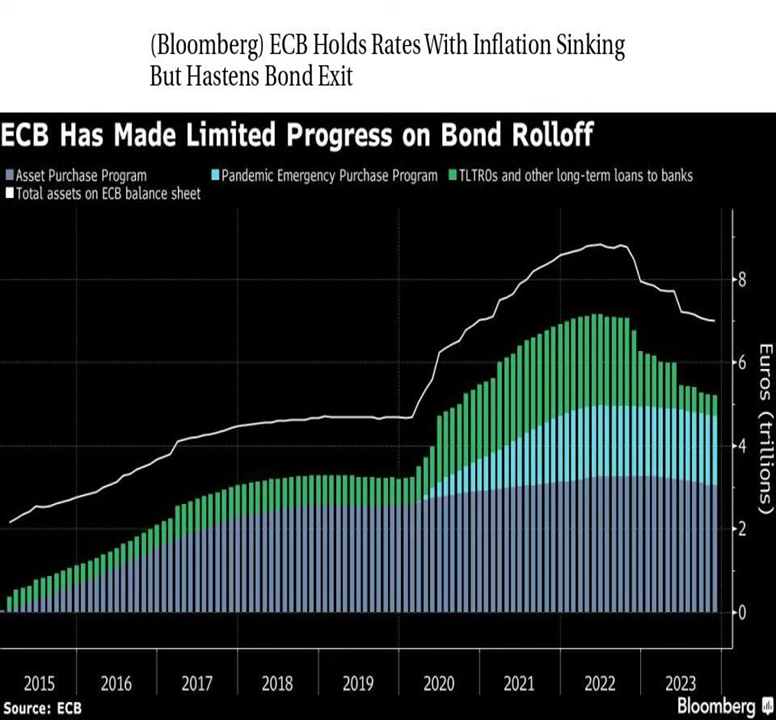 (Bloomberg) ECB Holds Rates With Inflation Sinking
But Hastens Bond Exit
ECB Has Made Limited Progress on Bond Rolloff
Asset Purchase Program Pandemic Emergency Purchase Program TLTROs and other long-term loans to banks
Total assets on ECB balance sheet
8
6
4
2
0
Euros (trillions)
2015 2016 2017 2018 2019 2020 2021 2022 2023
Source: ECB Bloomberg